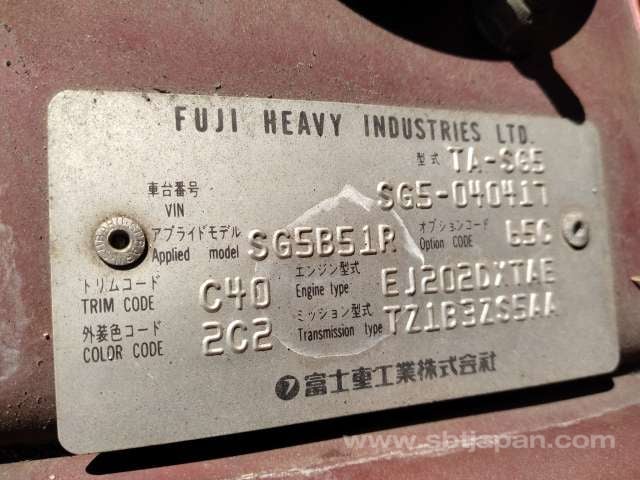 FUJI HEAVY INDUSTRIES LTD.
型式 TA-SG5
車台番号 VIN SG5-040417
アプライドモデル Applied model SG5B51R オプションコード Option CODE 65C
トリムコード TRIM CODE C40 エンジン型式 Engine type EJ202DXTAE
外装色コード COLOR CODE 2C2 ミッション型式 Transmission type TZ1B3ZS5AA
富士重工業株式会社
www.sbtjapan.com